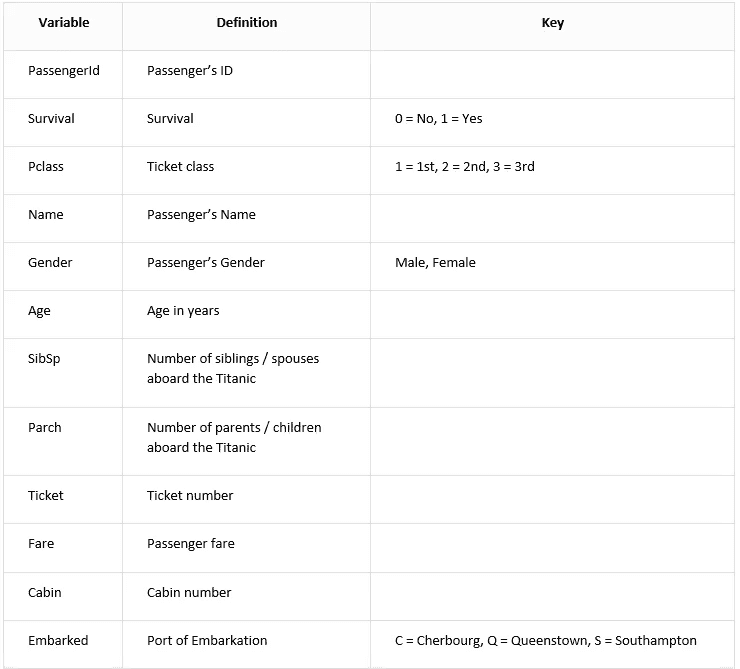 Variable Definition Key
PassengerId Passenger’s ID
Survival Survival 0 = No, 1 = Yes
Pclass Ticket class 1 = 1st, 2 = 2nd, 3 = 3rd
Name Passenger’s Name
Gender Passenger’s Gender Male, Female
Age Age in years
SibSp Number of siblings / spouses
aboard the Titanic
Parch Number of parents / children
aboard the Titanic
Ticket Ticket number
Fare Passenger fare
Cabin Cabin number
Embarked Port of Embarkation C = Cherbourg, Q = Queenstown, S = Southampton